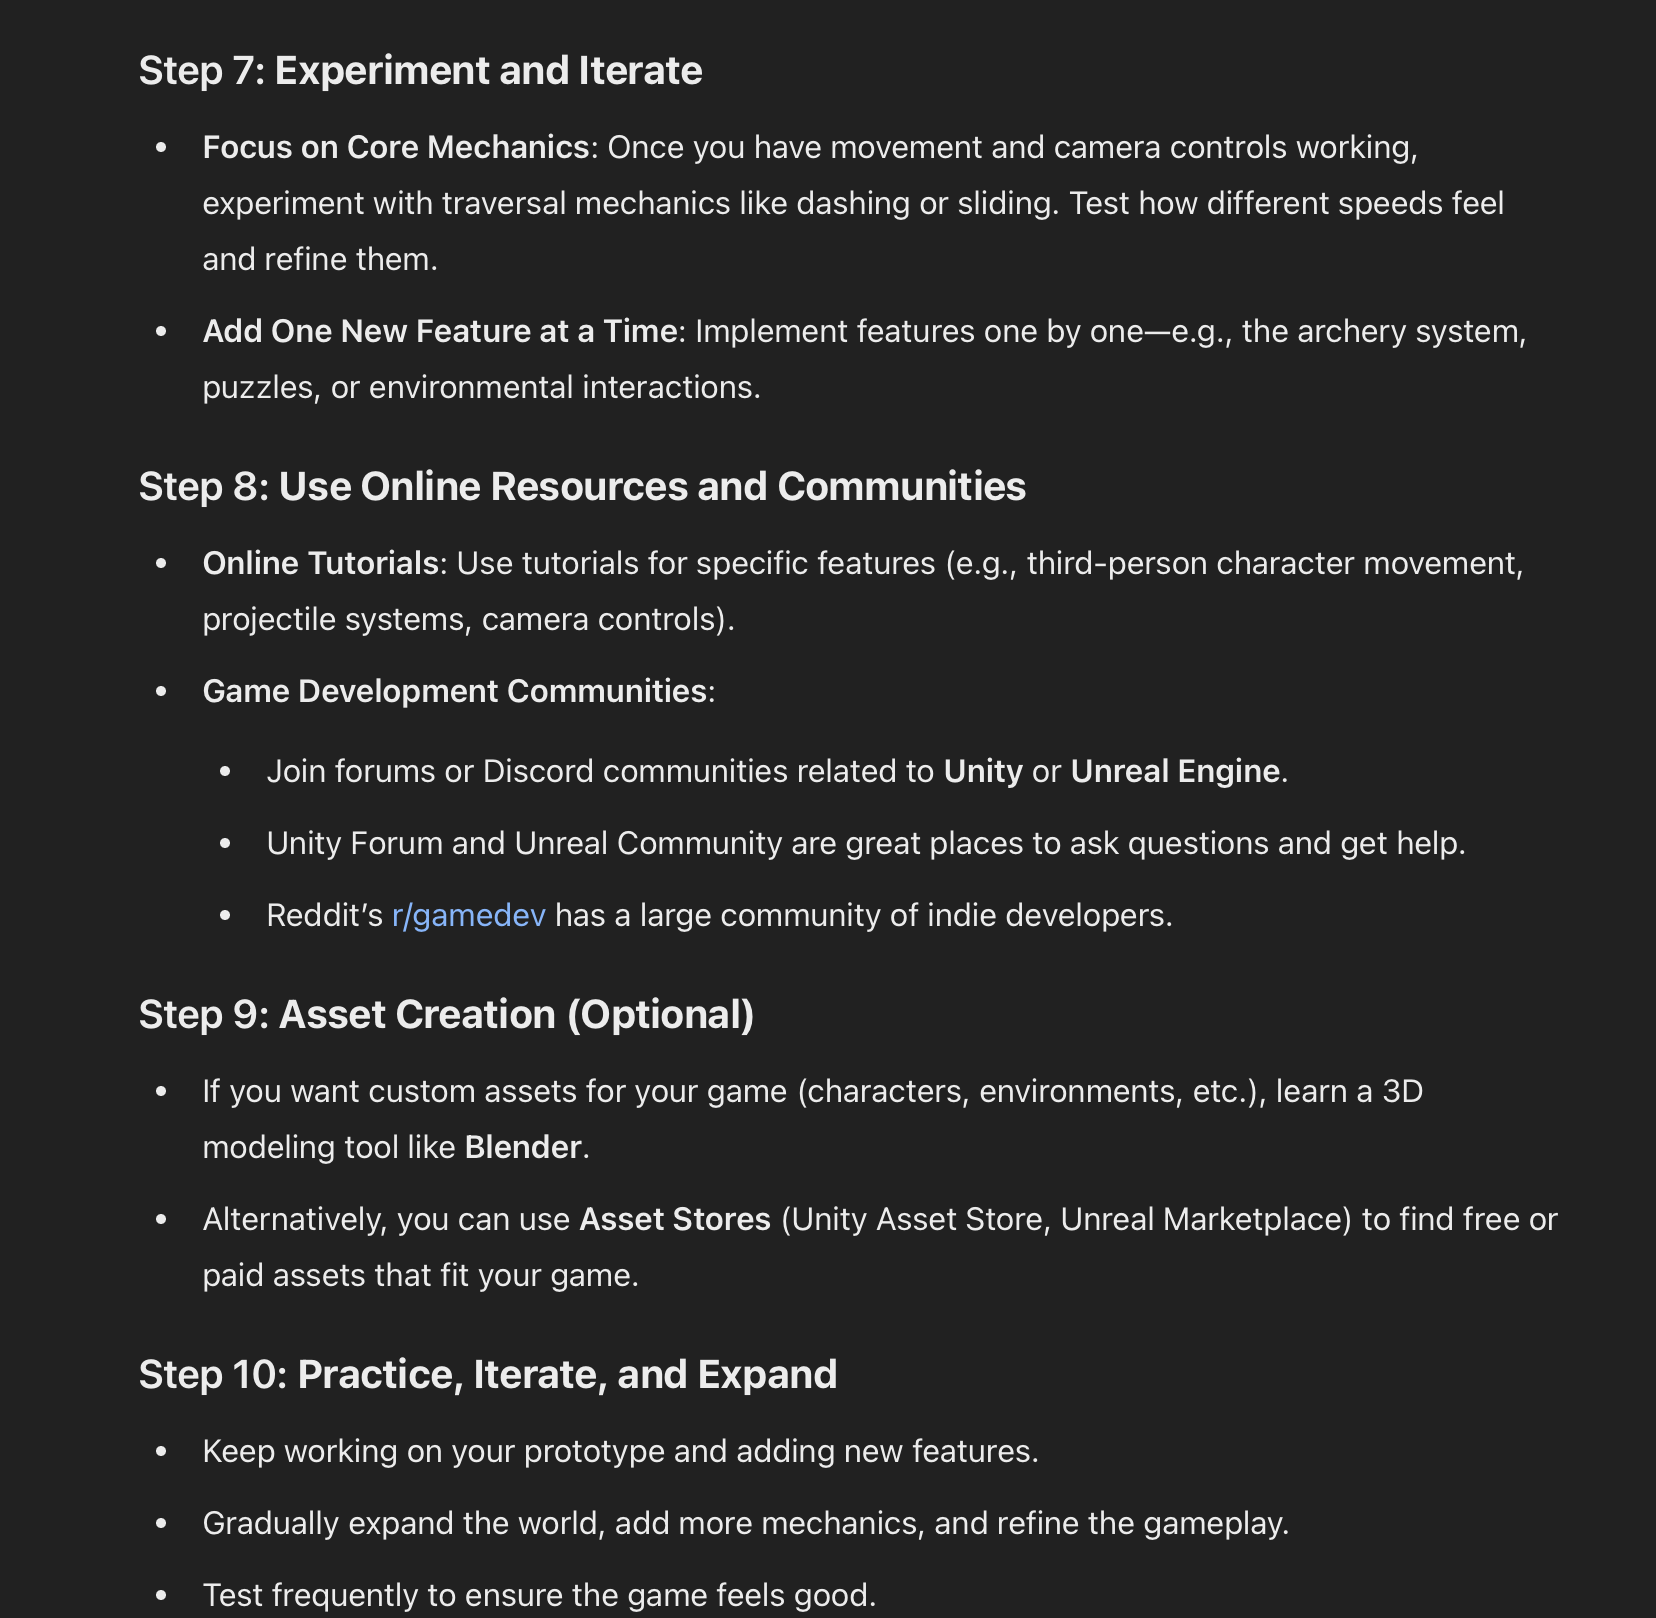 Step 7: Experiment and Iterate
• Focus on Core Mechanics: Once you have movement and camera controls working,
experiment with traversal mechanics like dashing or sliding. Test how different speeds feel
and refine them.
• Add One New Feature at a Time: Implement features one by one—e.g., the archery system,
puzzles, or environmental interactions.
Step 8: Use Online Resources and Communities
• Online Tutorials: Use tutorials for specific features (e.g., third-person character movement,
projectile systems, camera controls).
• Game Development Communities:
• Join forums or Discord communities related to Unity or Unreal Engine.
• Unity Forum and Unreal Community are great places to ask questions and get help.
• Reddit’s r/gamedev has a large community of indie developers.
Step 9: Asset Creation (Optional)
• If you want custom assets for your game (characters, environments, etc.), learn a 3D
modeling tool like Blender.
• Alternatively, you can use Asset Stores (Unity Asset Store, Unreal Marketplace) to find free or
paid assets that fit your game.
Step 10: Practice, Iterate, and Expand
• Keep working on your prototype and adding new features.
• Gradually expand the world, add more mechanics, and refine the gameplay.
• Test frequently to ensure the game feels good.